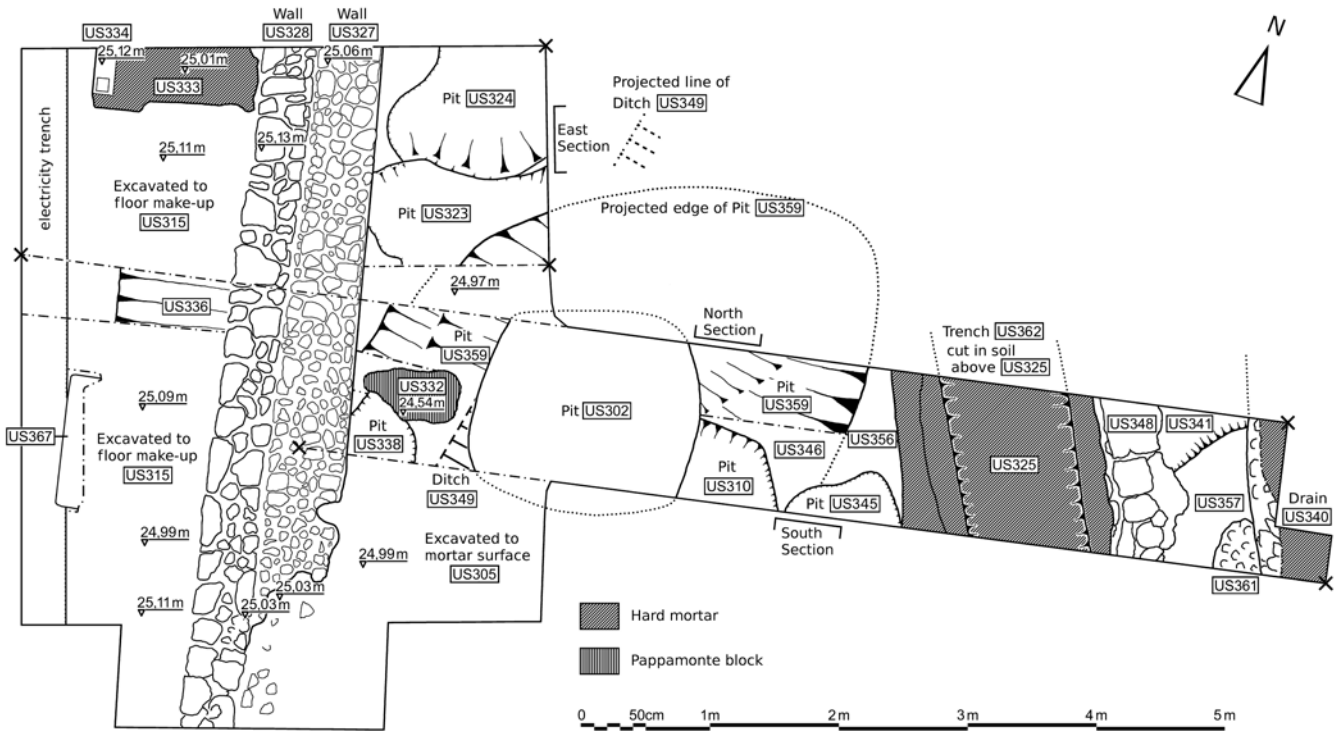 US334
Wall
US328
Wall
US327
N
25,12m
25,01m
25,06m
US333
Pit US324
Projected line of
Ditch US349
East
Section
electricity trench
25,13m
25,11m
Excavated to
floor make-up
US315
Pit US323
Projected edge of Pit US359
24,97m
US336
North
Section
Pit
US359
Trench US362
cut in soil
above US325
US332
24,54m
Pit
US359
25,09m
Pit US302
US367
Excavated to
floor make-up
US315
Pit
US338
US346
US356
US348
US341
US325
Pit
US310
Ditch
US349
Pit US345
US357
Drain
US340
South
Section
24,99m
24,99m
Excavated to
mortar surface
US305
US361
25,03m
25,11m
25,03m
Hard mortar
Pappamonte block
0
50cm
1m
2m
3m
4m
5m